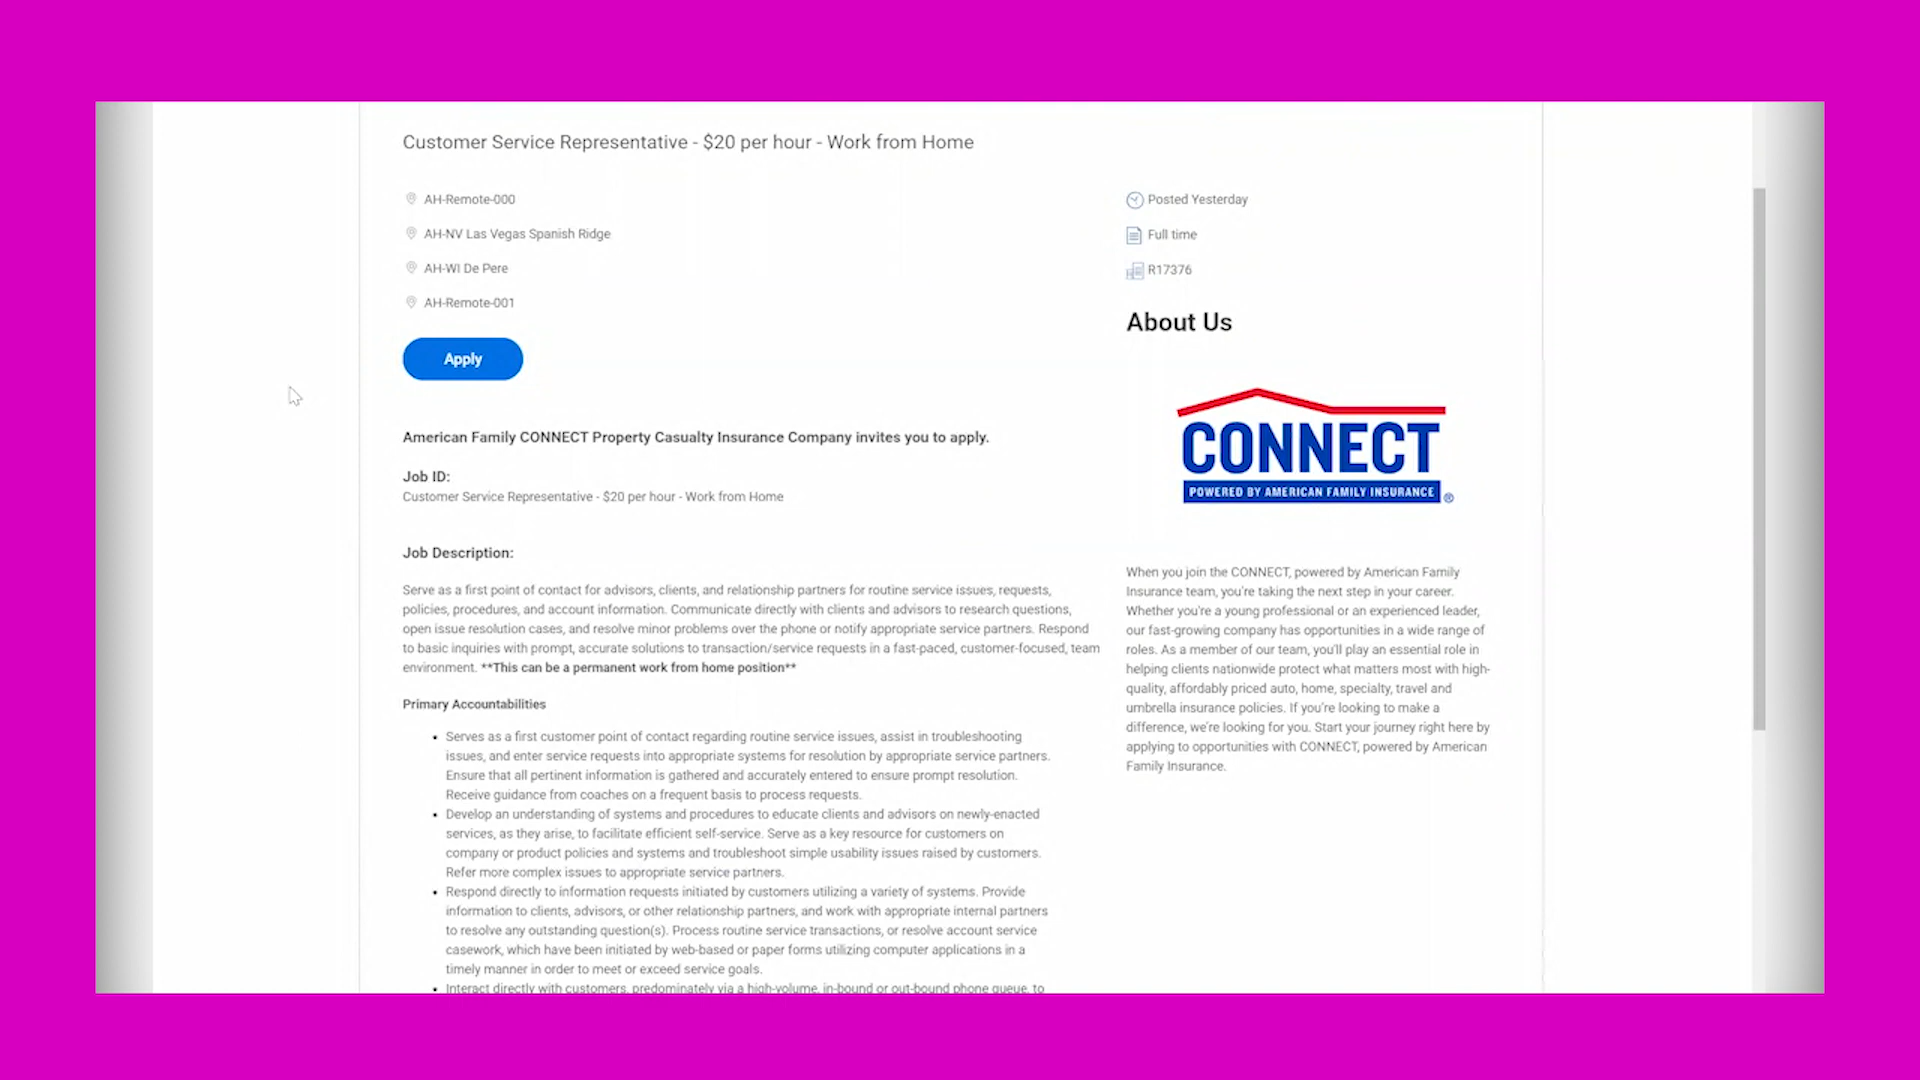 Customer Service Representative - $20 per hour - Work from Home
AH-Remote-000
AH-NV Las Vegas Spanish Ridge
AH-WI De Pere
AH-Remote-001
Apply
American Family CONNECT Property Casualty Insurance Company invites you to apply.
Job ID:
Customer Service Representative - $20 per hour - Work from Home
Job Description:
Serve as a first point of contact for advisors, clients, and relationship partners for routine service issues, requests,
policies, procedures, and account information. Communicate directly with clients and advisors to research questions,
open issue resolution cases, and resolve minor problems over the phone or notify appropriate service partners. Respond
to basic inquiries with prompt, accurate solutions to transaction/service requests in a fast-paced, customer-focused, team
environment. **This can be a permanent work from home position**
Primary Accountabilities
• Serves as a first customer point of contact regarding routine service issues, assist in troubleshooting
issues, and enter service requests into appropriate systems for resolution by appropriate service partners.
Ensure that all pertinent information is gathered and accurately entered to ensure prompt resolution.
Receive guidance from coaches on a frequent basis to process requests.
• Develop an understanding of systems and procedures to educate clients and advisors on newly-enacted
services, as they arise, to facilitate efficient self-service. Serve as a key resource for customers on
company or product policies and systems and troubleshoot simple usability issues raised by customers.
Refer more complex issues to appropriate service partners.
• Respond directly to information requests initiated by customers utilizing a variety of systems. Provide
information to clients, advisors, or other relationship partners, and work with appropriate internal partners
to resolve any outstanding question(s). Process routine service transactions, or resolve account service
casework, which have been initiated by web-based or paper forms utilizing computer applications in a
timely manner in order to meet or exceed service goals.
• Interact directly with customers, predominately via a high-volume, in-bound or out-bound phone queue, to
Posted Yesterday
Full time
R17376
About Us
CONNECT
POWERED BY AMERICAN FAMILY INSURANCE ®
When you join the CONNECT, powered by American Family
Insurance team, you're taking the next step in your career.
Whether you're a young professional or an experienced leader,
our fast-growing company has opportunities in a wide range of
roles. As a member of our team, you'll play an essential role in
helping clients nationwide protect what matters most with high-
quality, affordably priced auto, home, specialty, travel and
umbrella insurance policies. If you're looking to make a
difference, we're looking for you. Start your journey right here by
applying to opportunities with CONNECT, powered by American
Family Insurance.